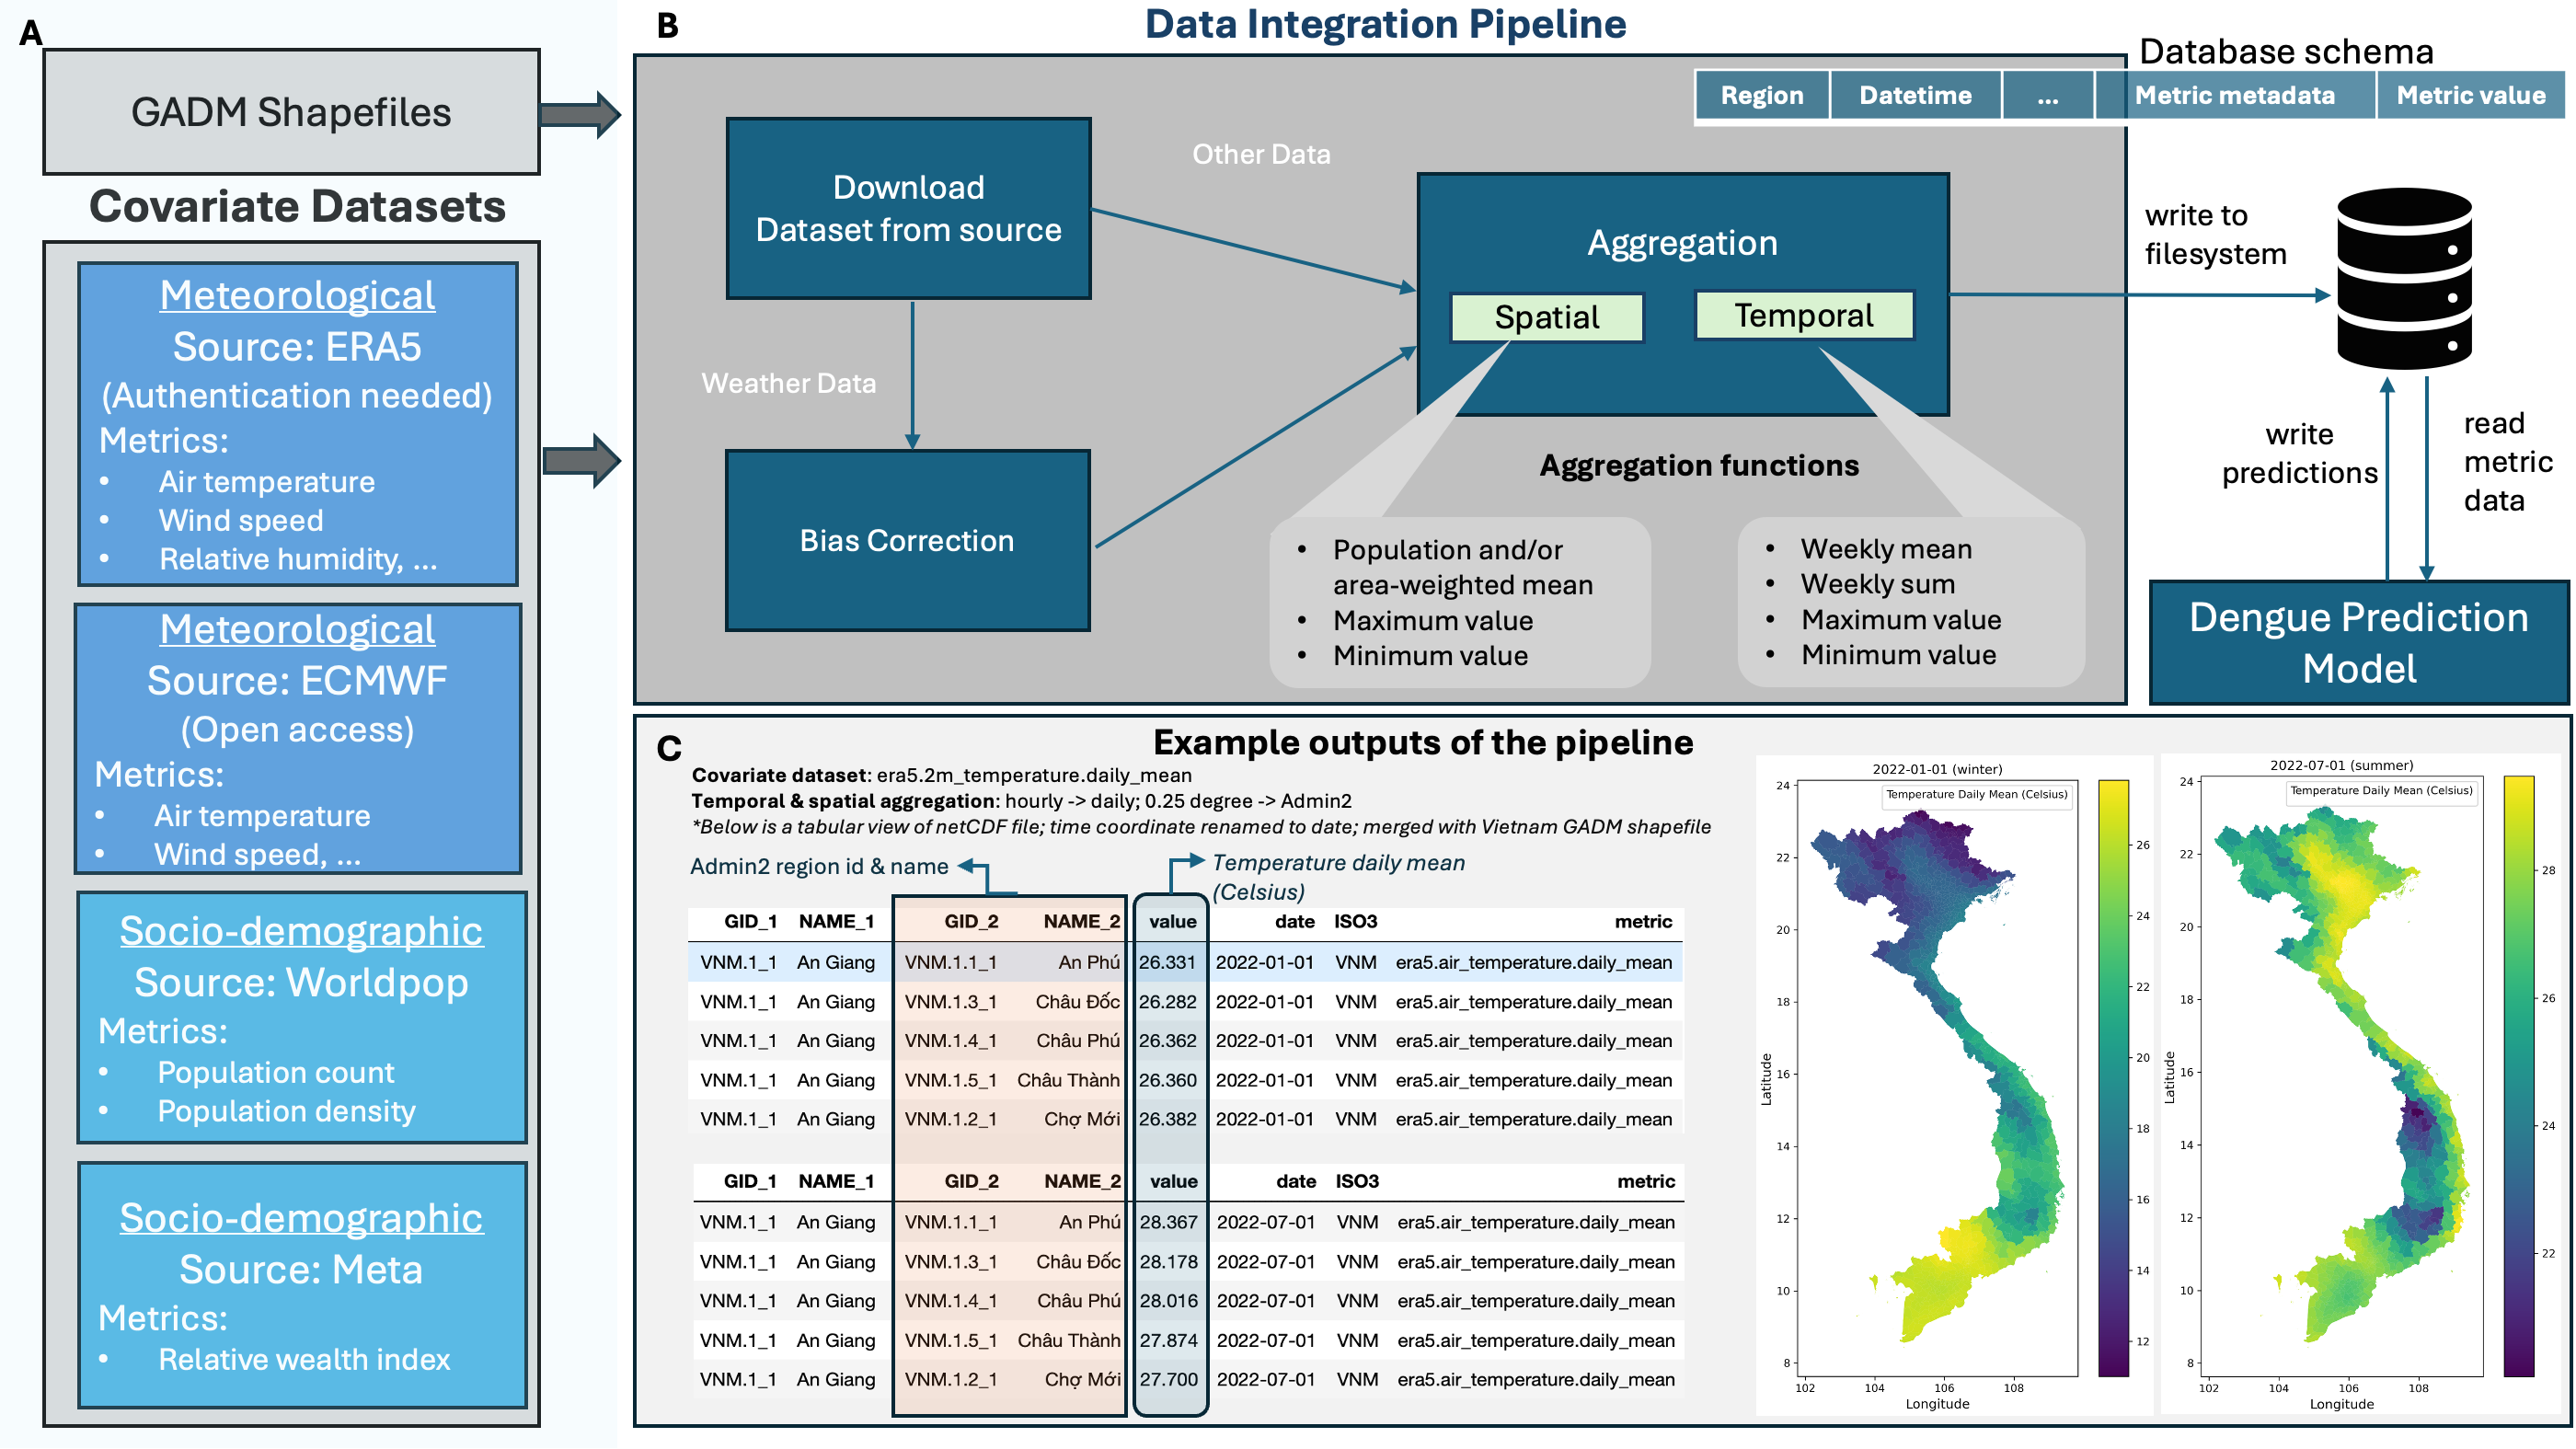 A
GADM Shapefiles
Covariate Datasets
Meteorological
Source: ERA5
(Authentication needed)
Metrics:
• Air temperature
• Wind speed
• Relative humidity, ...
Meteorological
Source: ECMWF
(Open access)
Metrics:
• Air temperature
• Wind speed, ...
Socio-demographic
Source: Worldpop
Metrics:
• Population count
• Population density
Socio-demographic
Source: Meta
Metrics:
• Relative wealth index
B
Data Integration Pipeline
Database schema
Region Datetime ... Metric metadata Metric value
Download
Dataset from source
Other Data
Weather Data
Bias Correction
Aggregation
Spatial
Temporal
Aggregation functions
• Population and/or
area-weighted mean
• Maximum value
• Minimum value
• Weekly mean
• Weekly sum
• Maximum value
• Minimum value
write to
filesystem
write
predictions
read
metric
data
Dengue Prediction
Model
C
Example outputs of the pipeline
Covariate dataset: era5.2m_temperature.daily_mean
Temporal & spatial aggregation: hourly -> daily; 0.25 degree -> Admin2
*Below is a tabular view of netCDF file; time coordinate renamed to date; merged with Vietnam GADM shapefile
Admin2 region id & name
Temperature daily mean
(Celsius)
GID_1 NAME_1 GID_2 NAME_2 value date ISO3 metric
VNM.1_1 An Giang VNM.1.1_1 An Phú 26.331 2022-01-01 VNM era5.air_temperature.daily_mean
VNM.1_1 An Giang VNM.1.3_1 Châu Đốc 26.282 2022-01-01 VNM era5.air_temperature.daily_mean
VNM.1_1 An Giang VNM.1.4_1 Châu Phú 26.362 2022-01-01 VNM era5.air_temperature.daily_mean
VNM.1_1 An Giang VNM.1.5_1 Châu Thành 26.360 2022-01-01 VNM era5.air_temperature.daily_mean
VNM.1_1 An Giang VNM.1.2_1 Chợ Mới 26.382 2022-01-01 VNM era5.air_temperature.daily_mean
GID_1 NAME_1 GID_2 NAME_2 value date ISO3 metric
VNM.1_1 An Giang VNM.1.1_1 An Phú 28.367 2022-07-01 VNM era5.air_temperature.daily_mean
VNM.1_1 An Giang VNM.1.3_1 Châu Đốc 28.178 2022-07-01 VNM era5.air_temperature.daily_mean
VNM.1_1 An Giang VNM.1.4_1 Châu Phú 28.016 2022-07-01 VNM era5.air_temperature.daily_mean
VNM.1_1 An Giang VNM.1.5_1 Châu Thành 27.874 2022-07-01 VNM era5.air_temperature.daily_mean
VNM.1_1 An Giang VNM.1.2_1 Chợ Mới 27.700 2022-07-01 VNM era5.air_temperature.daily_mean
2022-01-01 (winter)
Temperature Daily Mean (Celsius)
24
22
20
18
16
14
12
10
8
Latitude
102 104 106 108
Longitude
26
24
22
20
18
16
14
12
2022-07-01 (summer)
Temperature Daily Mean (Celsius)
24
22
20
18
16
14
12
10
8
Latitude
102 104 106 108
Longitude
28
26
24
22